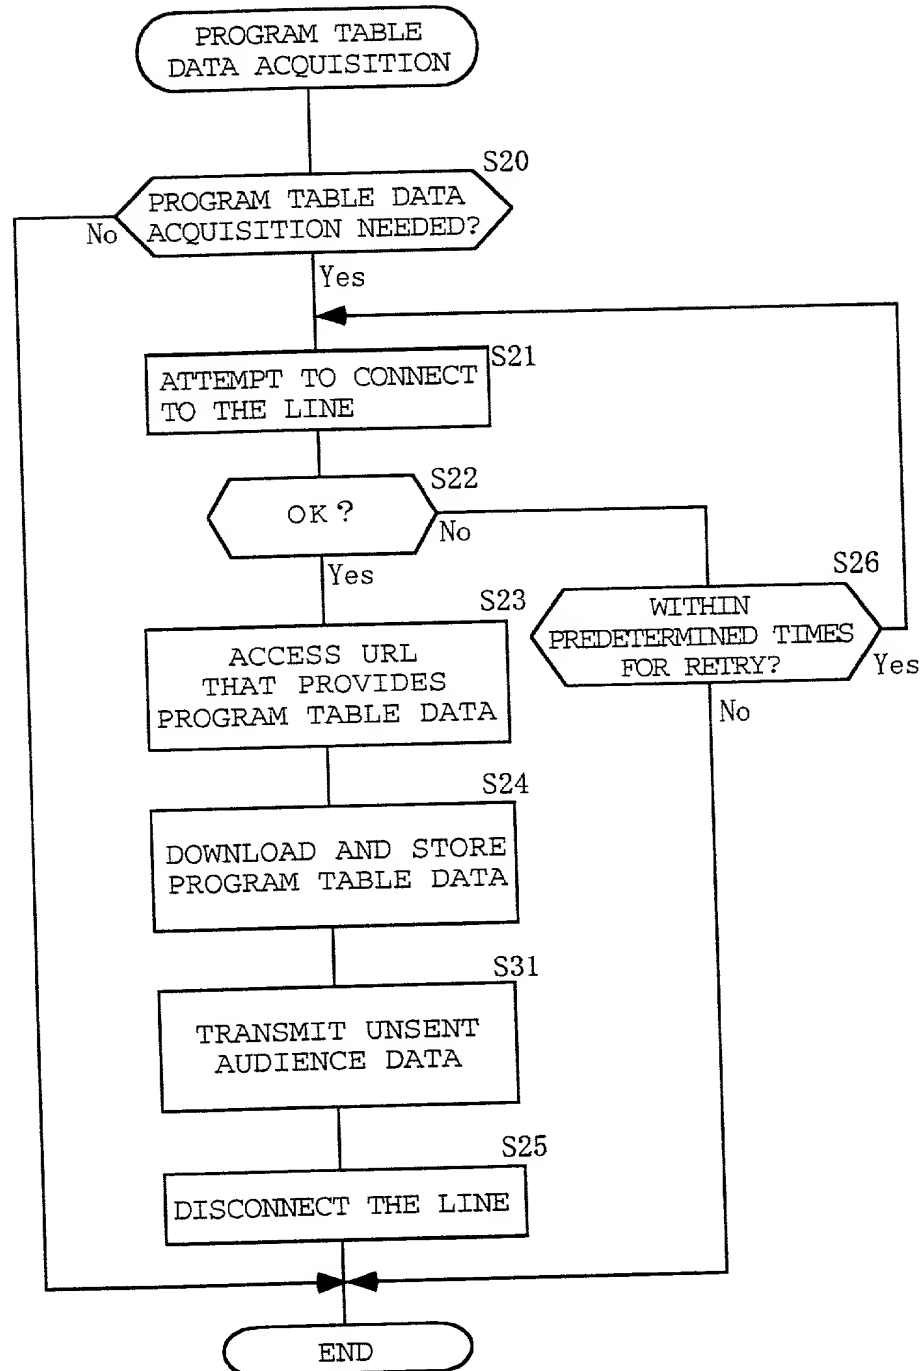 PROGRAM TABLE
DATA ACQUISITION
S20
PROGRAM TABLE DATA
ACQUISITION NEEDED?
No
Yes
S21
ATTEMPT TO CONNECT
TO THE LINE
S22
OK?
No
Yes
S26
WITHIN
PREDETERMINED TIMES
FOR RETRY?
Yes
No
S23
ACCESS URL
THAT PROVIDES
PROGRAM TABLE DATA
S24
DOWNLOAD AND STORE
PROGRAM TABLE DATA
S31
TRANSMIT UNSENT
AUDIENCE DATA
S25
DISCONNECT THE LINE
END